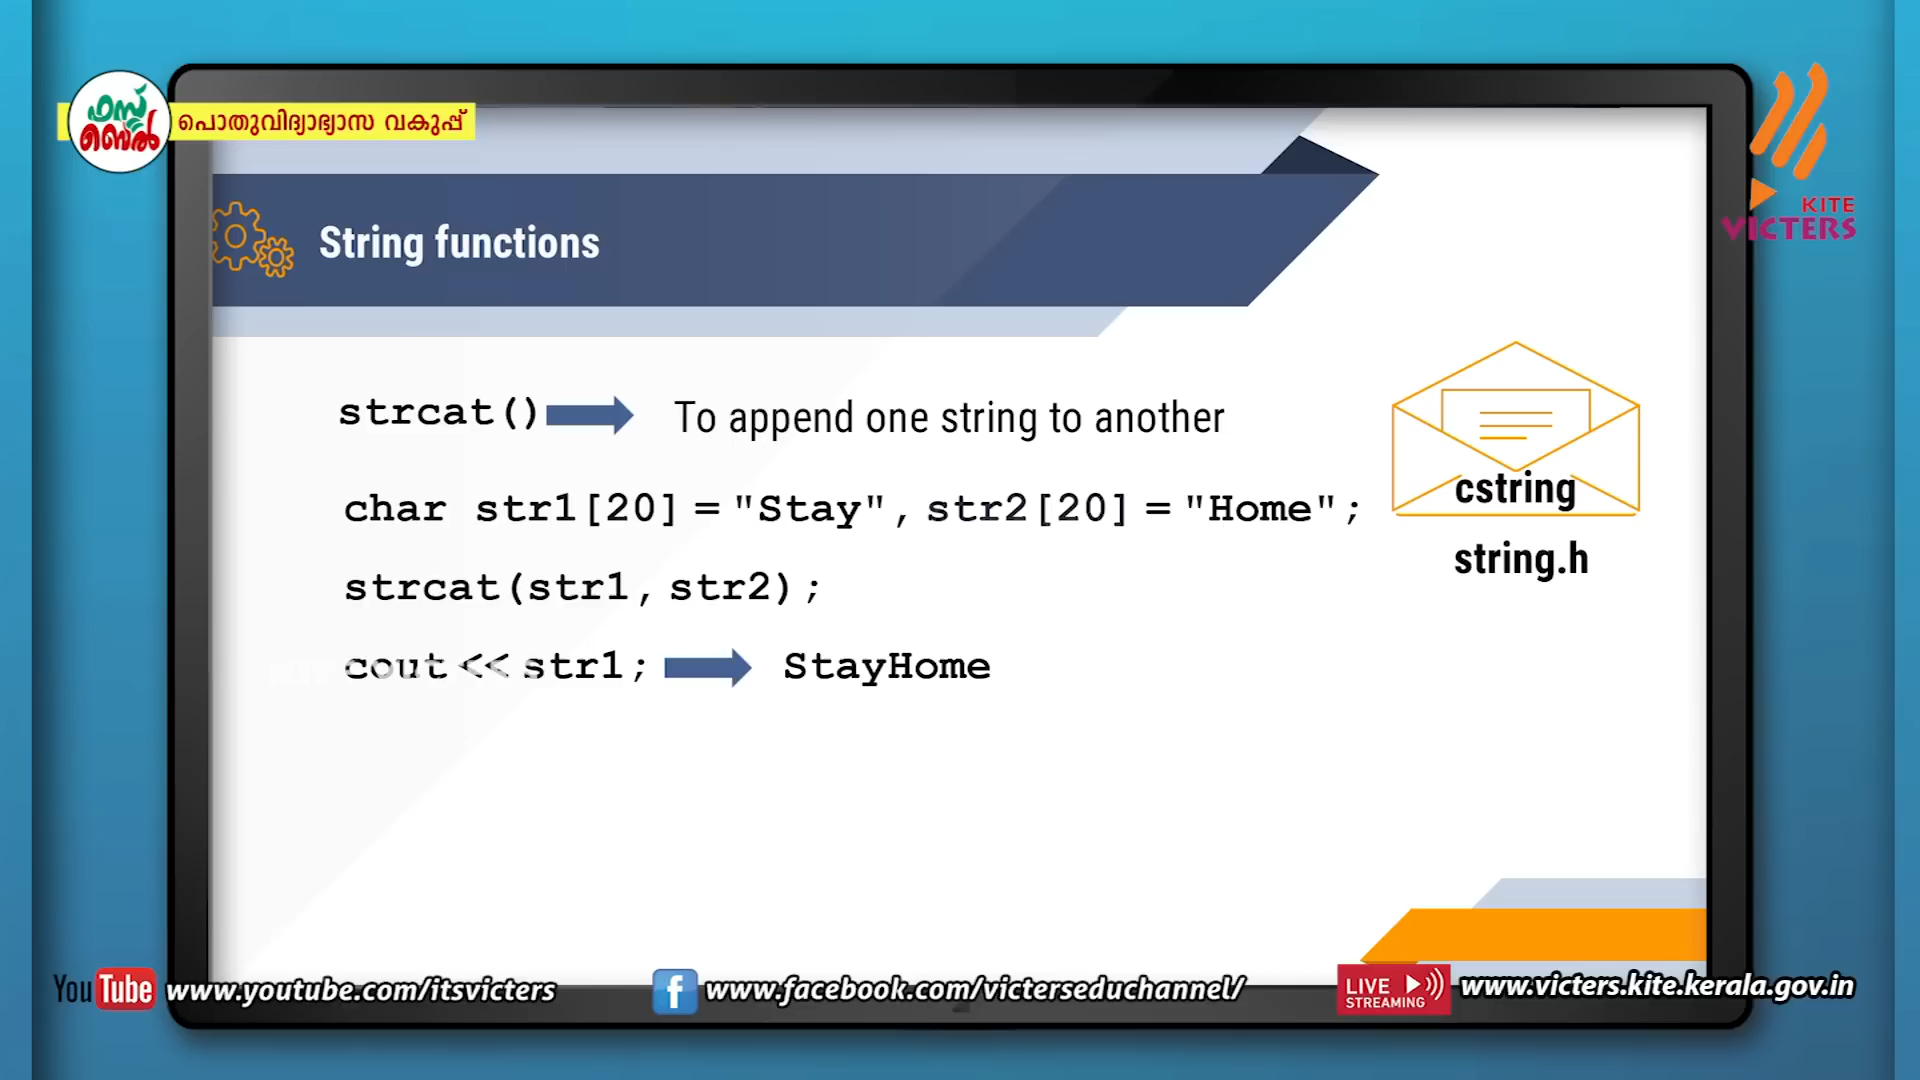 ഫസ്റ്റ്
ബെൽ
പൊതുവിദ്യാഭ്യാസ വകുപ്പ്
KITE
VICTERS
String functions
strcat() To append one string to another
char str1[20] = "Stay", str2[20] = "Home";
cstring
string.h
strcat(str1, str2);
cout << str1; StayHome
YouTube www.youtube.com/itsvicters
f www.facebook.com/victerseduchannel/
LIVE STREAMING www.victers.kite.kerala.gov.in